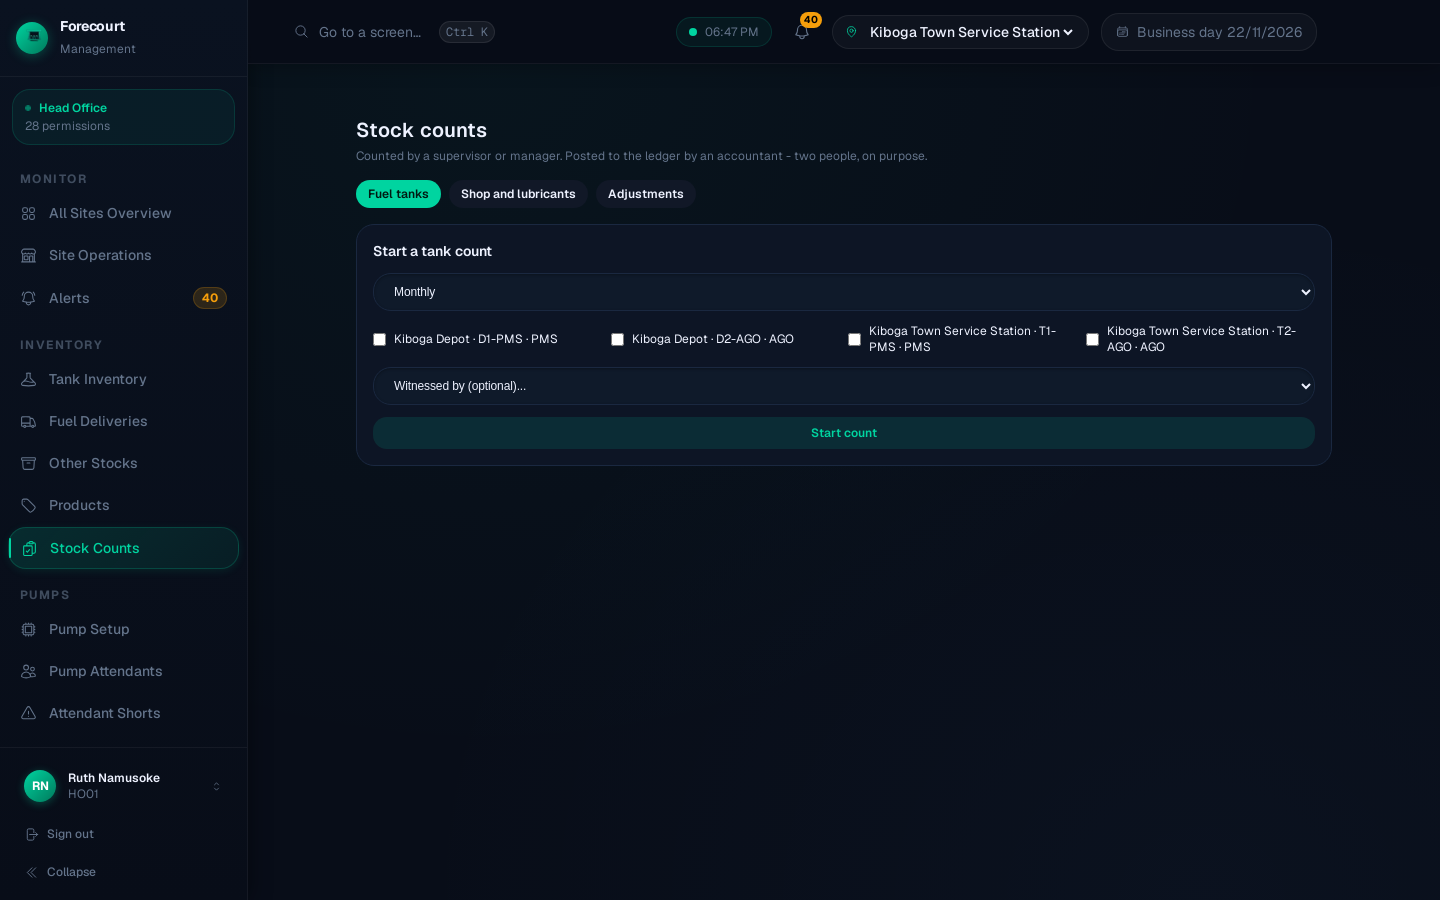 Forecourt
Management
Head Office
28 permissions
MONITOR
All Sites Overview
Site Operations
Alerts
40
INVENTORY
Tank Inventory
Fuel Deliveries
Other Stocks
Products
Stock Counts
PUMPS
Pump Setup
Pump Attendants
Attendant Shorts
RN
Ruth Namusoke
HO01
Sign out
Collapse
Go to a screen...
Ctrl K
06:47 PM
40
Kiboga Town Service Station
Business day 22/11/2026
Stock counts
Counted by a supervisor or manager. Posted to the ledger by an accountant - two people, on purpose.
Fuel tanks
Shop and lubricants
Adjustments
Start a tank count
Monthly
Kiboga Depot · D1-PMS · PMS
Kiboga Depot · D2-AGO · AGO
Kiboga Town Service Station · T1-
PMS · PMS
Kiboga Town Service Station · T2-
AGO · AGO
Witnessed by (optional)...
Start count